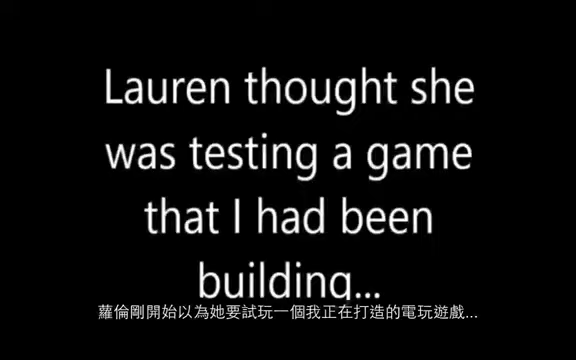 Lauren thought she
was testing a game
that I had been
building...
蘿倫剛開始以為她要試玩一個我正在打造的電玩遊戲...